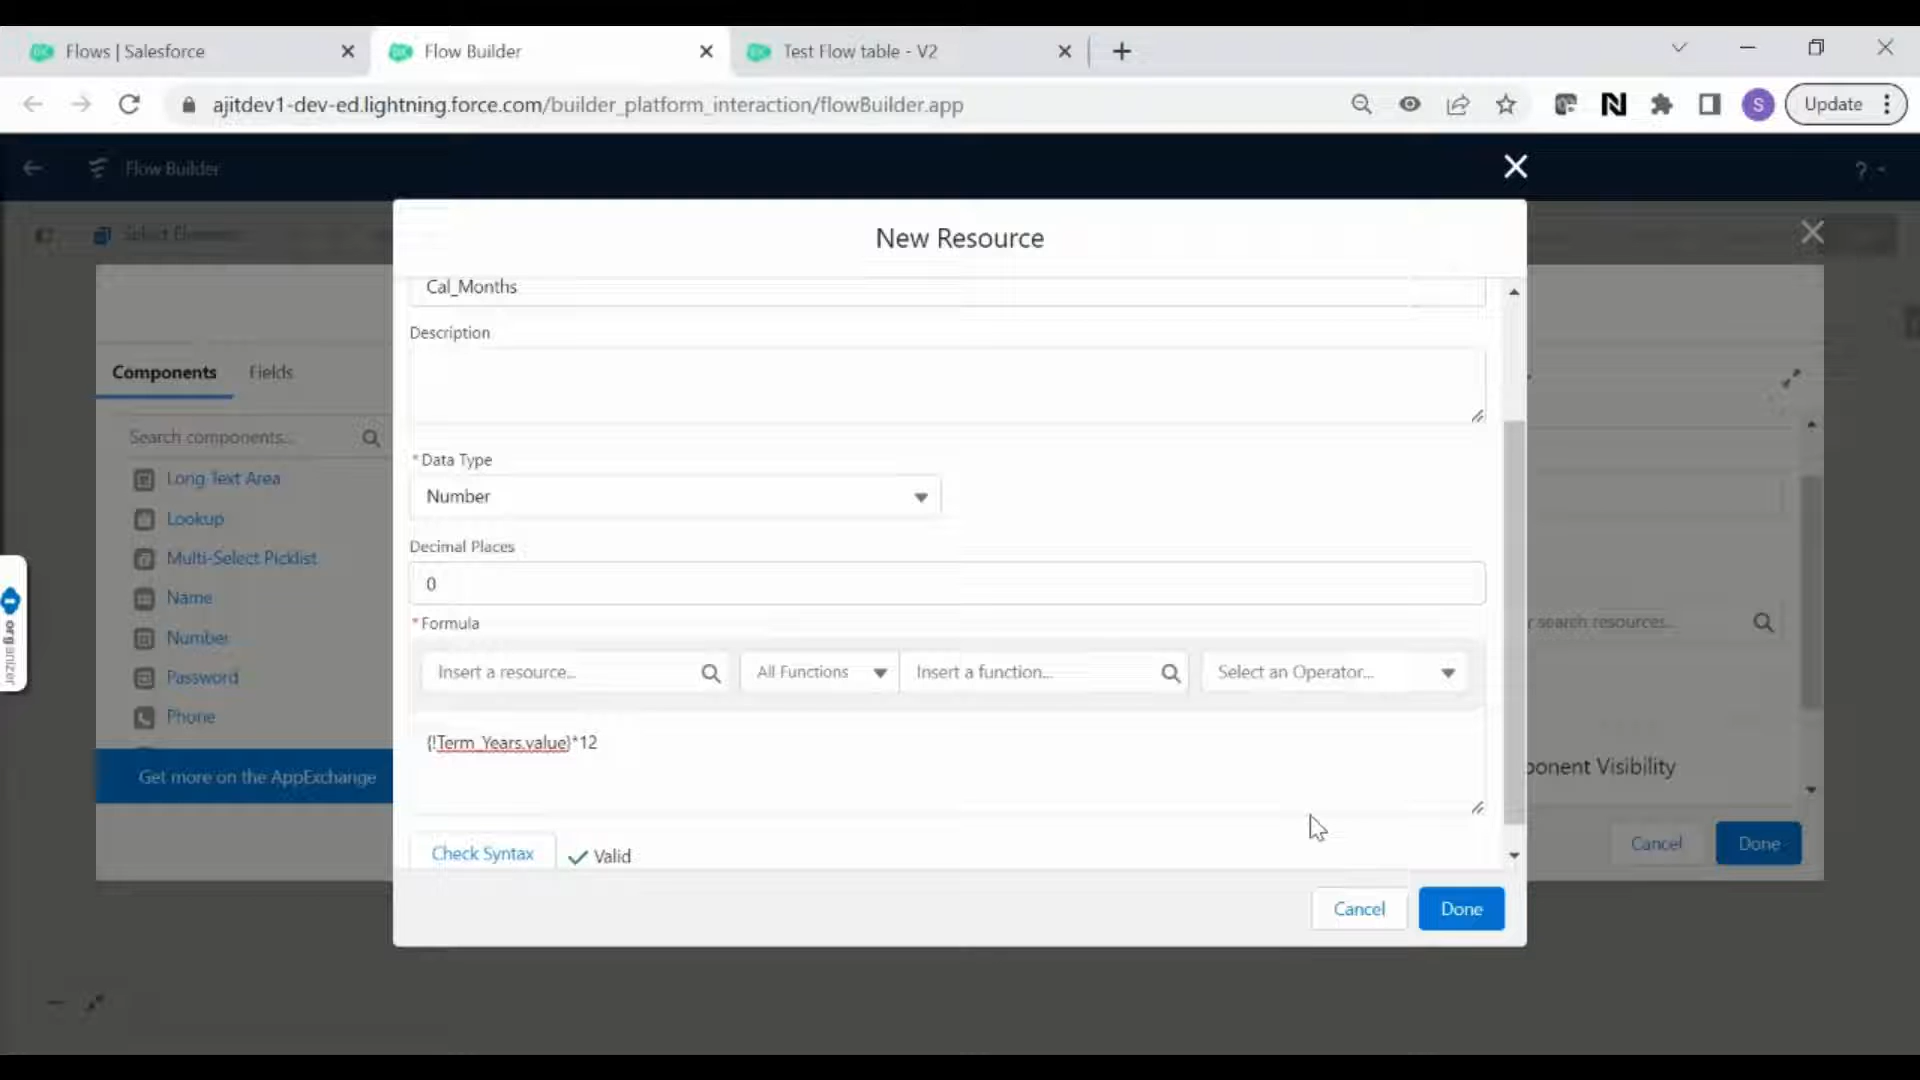 Flows | Salesforce
Flow Builder
Test Flow table - V2
ajitdev1-dev-ed.lightning.force.com/builder_platform_interaction/flowBuilder.app
N
S
Update
Flow Builder
?
New Resource
Select Elements
Cal_Months
Description
Components
Fields
Search components...
* Data Type
Number
Long Text Area
Lookup
Decimal Places
0
Multi-Select Picklist
Name
* Formula
Number
Insert a resource...
All Functions
Insert a function...
Select an Operator...
r search resources...
Password
Phone
organizer
{!Term_Years.value}*12
Get more on the AppExchange
ponent Visibility
Check Syntax
Valid
Cancel
Done
Cancel
Done